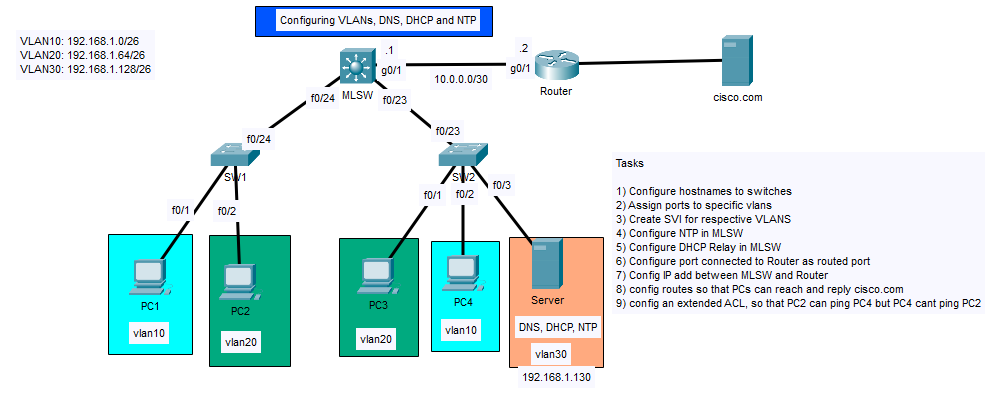 Configuring VLANs, DNS, DHCP and NTP
VLAN10: 192.168.1.0/26
VLAN20: 192.168.1.64/26
VLAN30: 192.168.1.128/26
.1
g0/1
MLSW
10.0.0.0/30
.2
g0/1
Router
cisco.com
f0/24
f0/23
f0/24
f0/23
SW1
SW2
f0/1
f0/2
f0/1
f0/2
f0/3
PC1
vlan10
PC2
vlan20
PC3
vlan20
PC4
vlan10
Server
DNS, DHCP, NTP
vlan30
192.168.1.130
Tasks
1) Configure hostnames to switches
2) Assign ports to specific vlans
3) Create SVI for respective VLANS
4) Configure NTP in MLSW
5) Configure DHCP Relay in MLSW
6) Configure port connected to Router as routed port
7) Config IP add between MLSW and Router
8) config routes so that PCs can reach and reply cisco.com
9) config an extended ACL, so that PC2 can ping PC4 but PC4 cant ping PC2